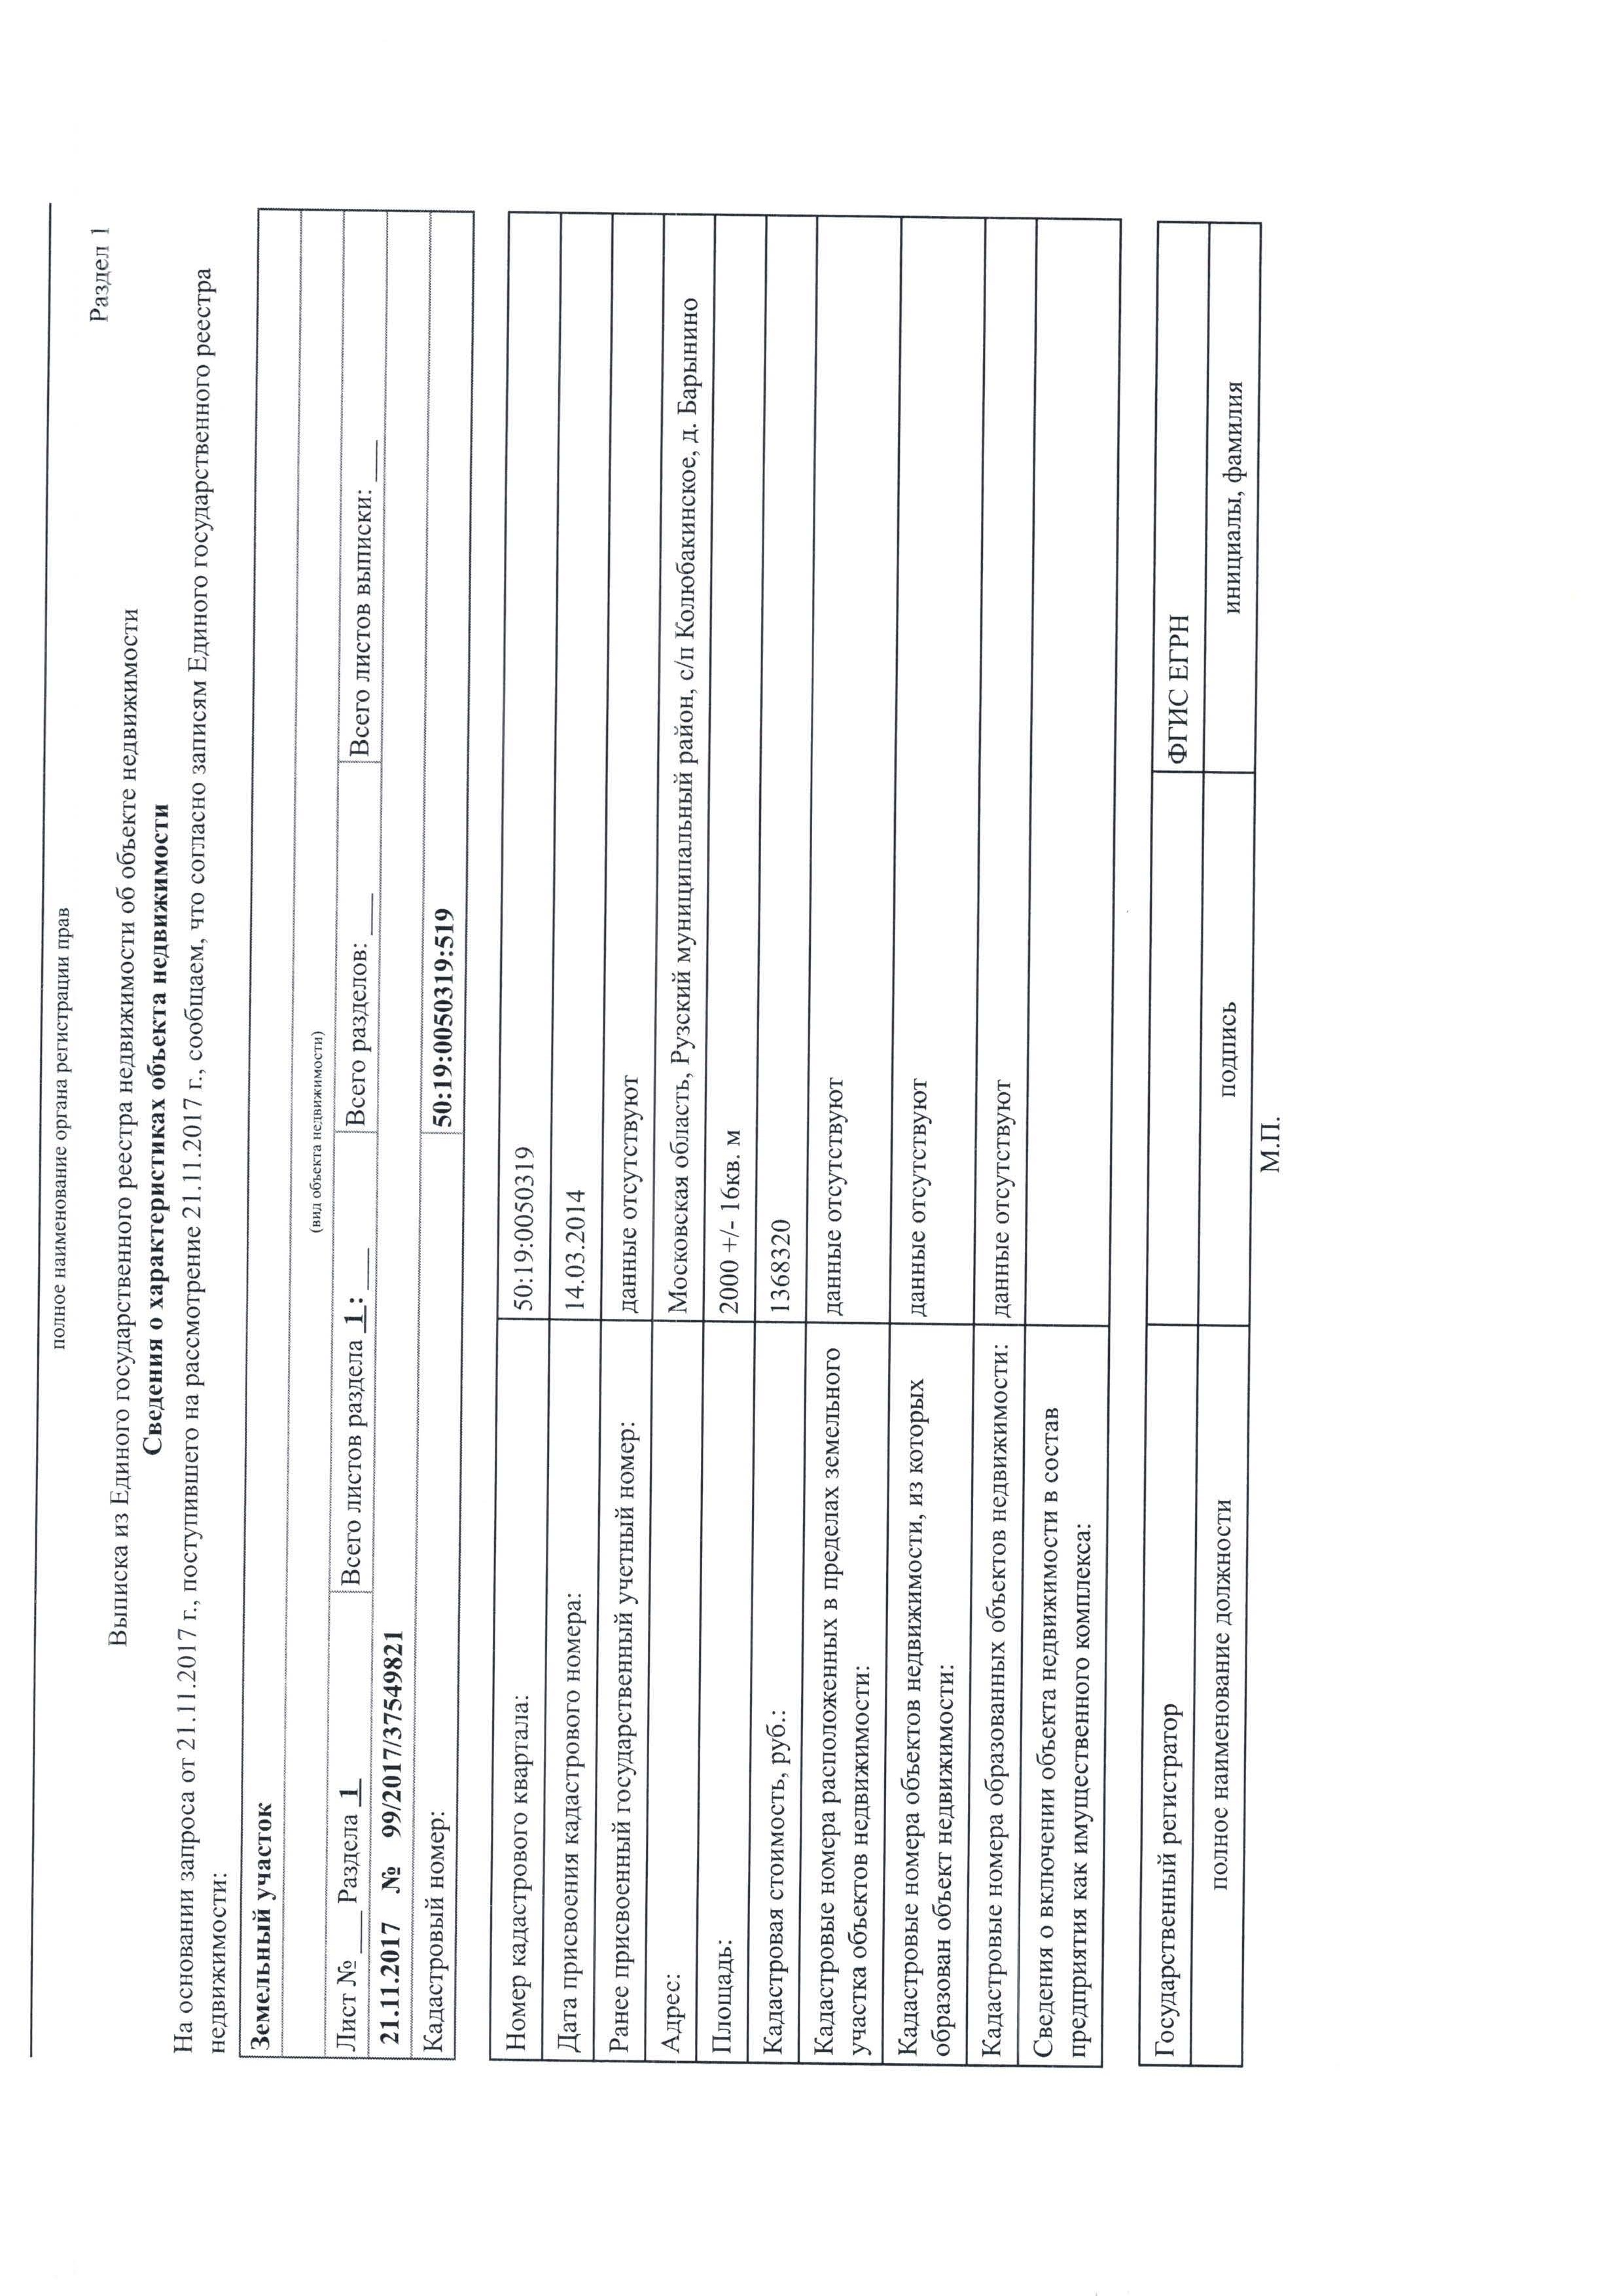 полное наименование органа регистрации прав
Раздел 1
Выписка из Единого государственного реестра недвижимости об объекте недвижимости
Сведения о характеристиках объекта недвижимости
На основании запроса от 21.11.2017 г., поступившего на рассмотрение 21.11.2017 г., сообщаем, что согласно записям Единого государственного реестра
недвижимости:
Земельный участок
(вид объекта недвижимости)
Лист № ___ Раздела 1 Всего листов раздела 1 : ___ Всего разделов: ___ Всего листов выписки: ___
21.11.2017 № 99/2017/37549821
Кадастровый номер: 50:19:0050319:519
Номер кадастрового квартала: 50:19:0050319
Дата присвоения кадастрового номера: 14.03.2014
Ранее присвоенный государственный учетный номер: данные отсутствуют
Адрес: Московская область, Рузский муниципальный район, с/п Колюбакинское, д. Барынино
Площадь: 2000 +/- 16кв. м
Кадастровая стоимость, руб.: 1368320
Кадастровые номера расположенных в пределах земельного данные отсутствуют
участка объектов недвижимости:
Кадастровые номера объектов недвижимости, из которых данные отсутствуют
образован объект недвижимости:
Кадастровые номера образованных объектов недвижимости: данные отсутствуют
Сведения о включении объекта недвижимости в состав
предприятия как имущественного комплекса:
Государственный регистратор ФГИС ЕГРН
полное наименование должности подпись инициалы, фамилия
М.П.